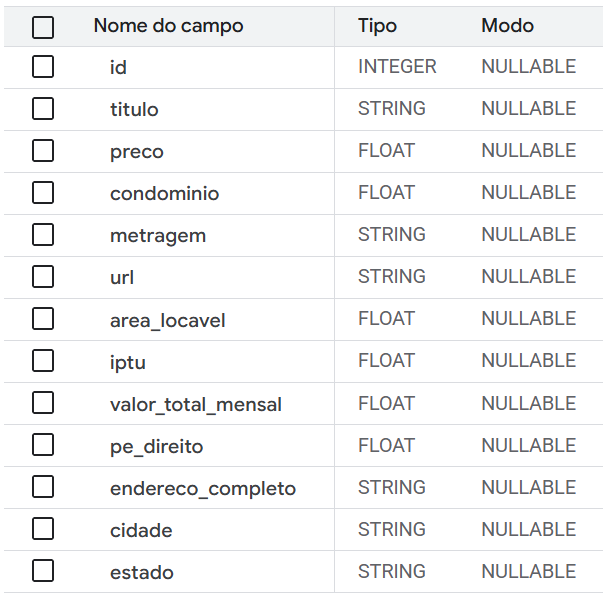 Nome do campo Tipo Modo
id INTEGER NULLABLE
titulo STRING NULLABLE
preco FLOAT NULLABLE
condominio FLOAT NULLABLE
metragem STRING NULLABLE
url STRING NULLABLE
area_locavel FLOAT NULLABLE
iptu FLOAT NULLABLE
valor_total_mensal FLOAT NULLABLE
pe_direito FLOAT NULLABLE
endereco_completo STRING NULLABLE
cidade STRING NULLABLE
estado STRING NULLABLE